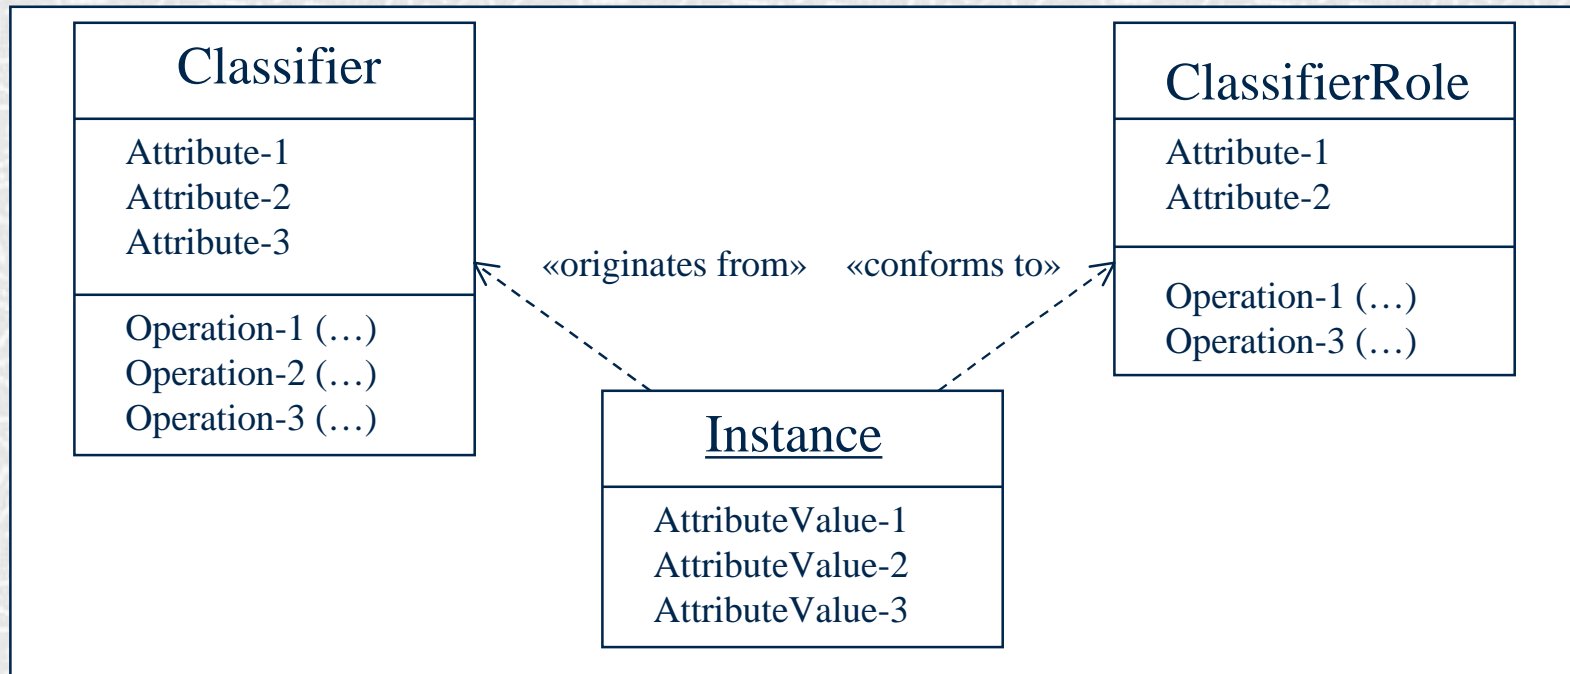 Classifier
Attribute-1
Attribute-2
Attribute-3
Operation-1 (…)
Operation-2 (…)
Operation-3 (…)
«originates from»
«conforms to»
ClassifierRole
Attribute-1
Attribute-2
Operation-1 (…)
Operation-3 (…)
Instance
AttributeValue-1
AttributeValue-2
AttributeValue-3